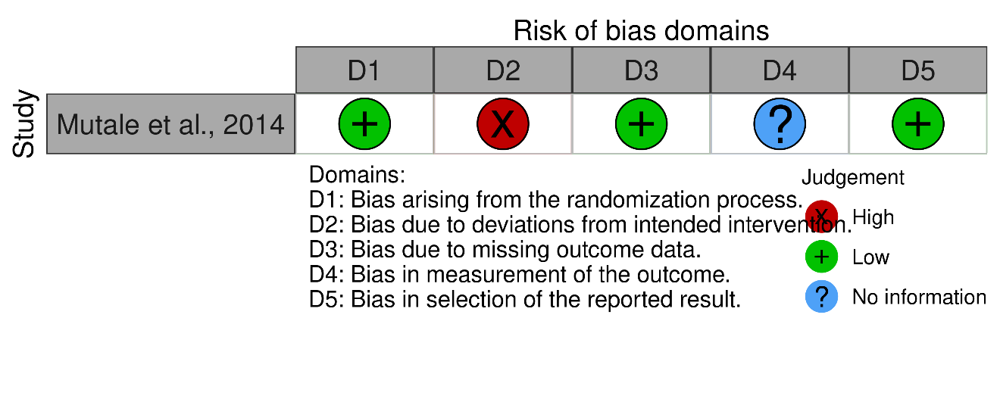 Risk of bias domains
D1 D2 D3 D4 D5
Study
Mutale et al., 2014 + X + ? +
Domains:
D1: Bias arising from the randomization process.
D2: Bias due to deviations from intended intervention.
D3: Bias due to missing outcome data.
D4: Bias in measurement of the outcome.
D5: Bias in selection of the reported result.
Judgement
X High
+ Low
? No information